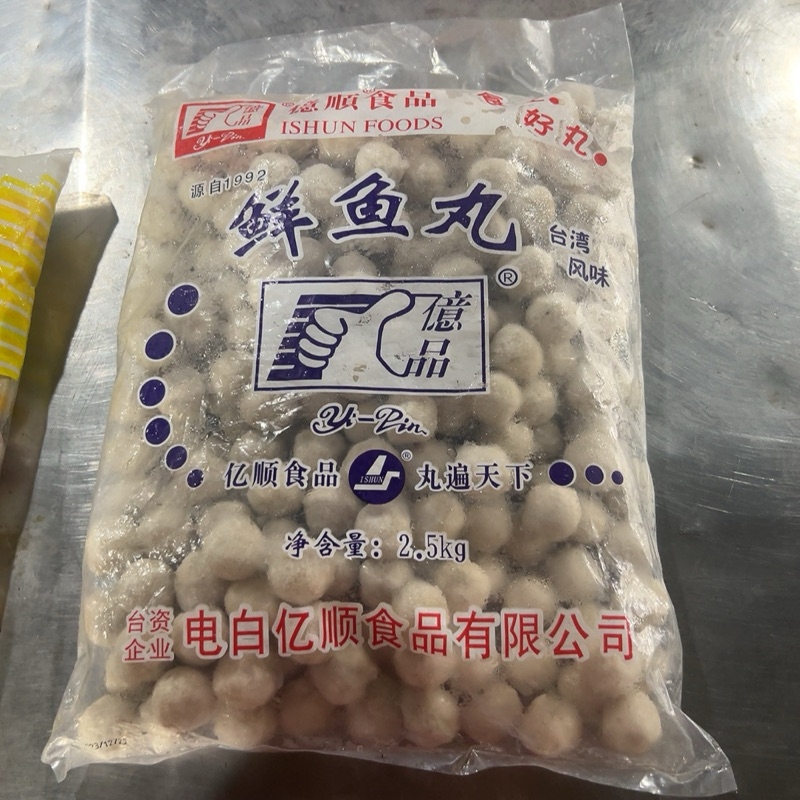 億品
Yi-Pin
億順食品
ISHUN FOODS
好丸
源自1992
鲜鱼丸
台湾
风味
®
億
品
Yi-Pin
亿顺食品 ISHUN ® 丸遍天下
净含量: 2.5kg
台资
企业
电白亿顺食品有限公司